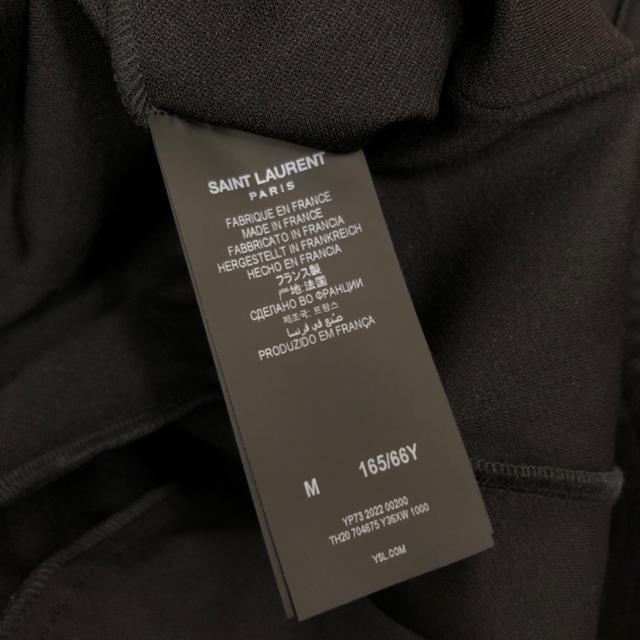 SAINT LAURENT
PARIS
FABRIQUE EN FRANCE
MADE IN FRANCE
FABBRICATO IN FRANCIA
HERGESTELLT IN FRANKREICH
HECHO EN FRANCIA
フランス製
产地 法国
СДЕЛАНО ВО ФРАНЦИИ
제조국 프랑스
صنع في فرنسا
PRODUZIDO EM FRANÇA
M 165/66Y
YP73 2022 00200
TH20 704675 Y36XW 1000
YSL.COM